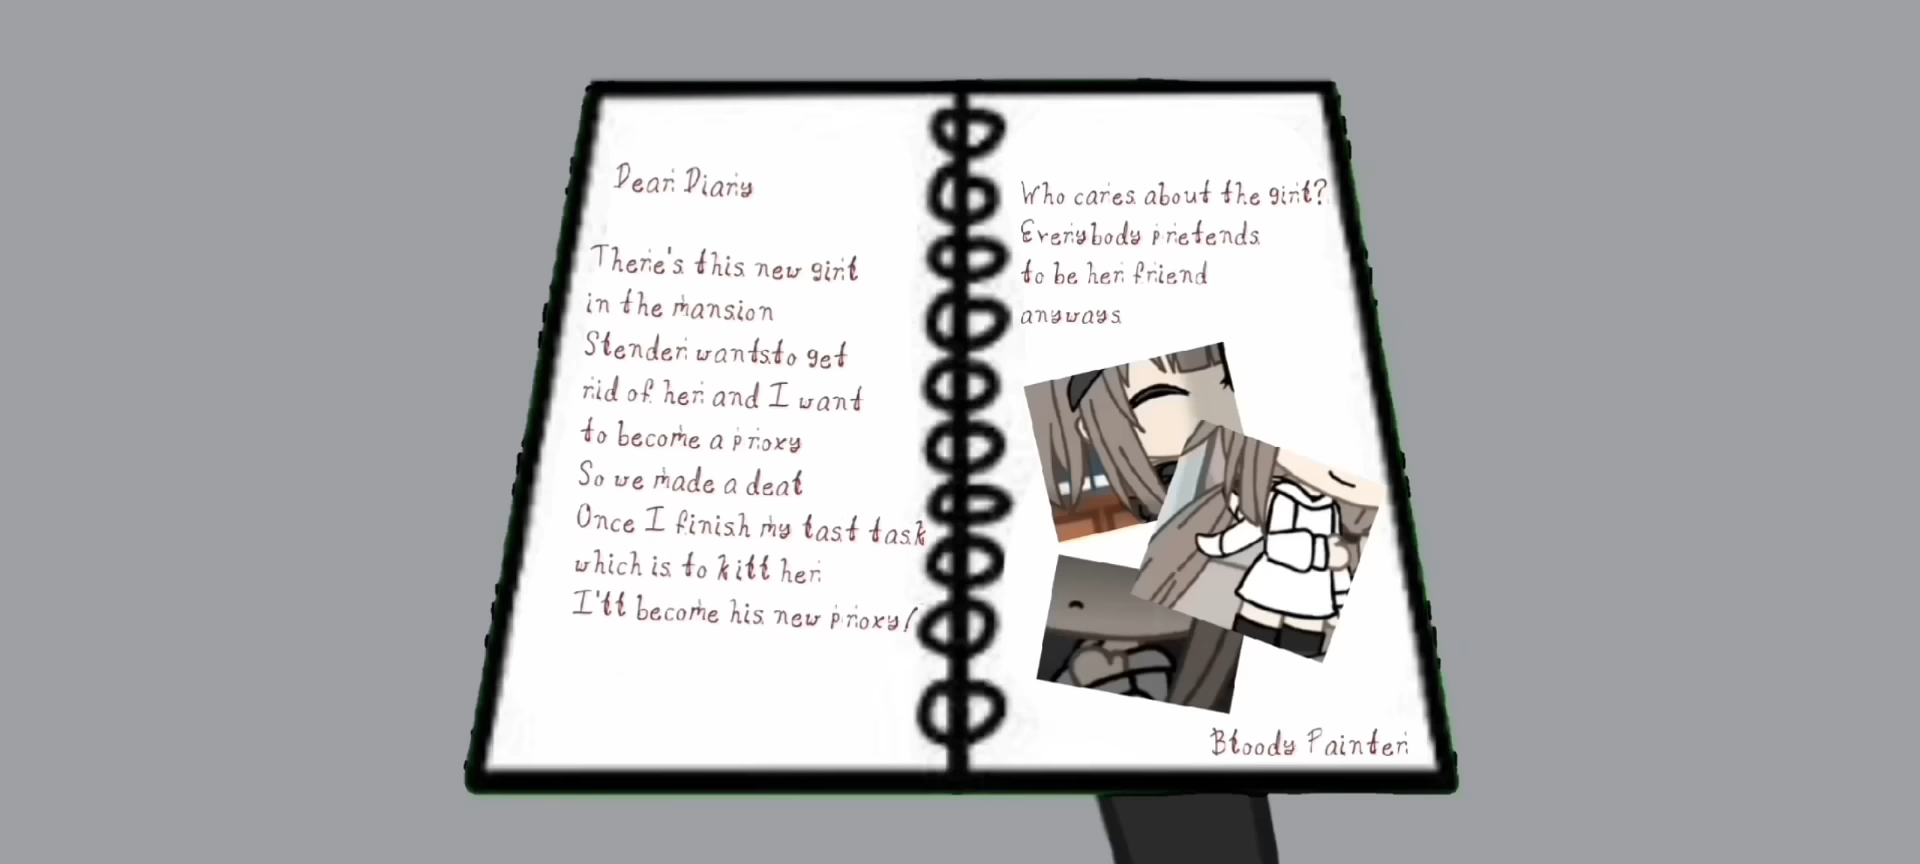 Dear Diary
There's this new girl
in the mansion
Slender wants to get
rid of her and I want
to become a proxy
So we made a deal
Once I finish my last task
which is to kill her
I'll become his new proxy!
Who cares about the girl?
Everybody pretends
to be her friend
anyways
Bloody Painter